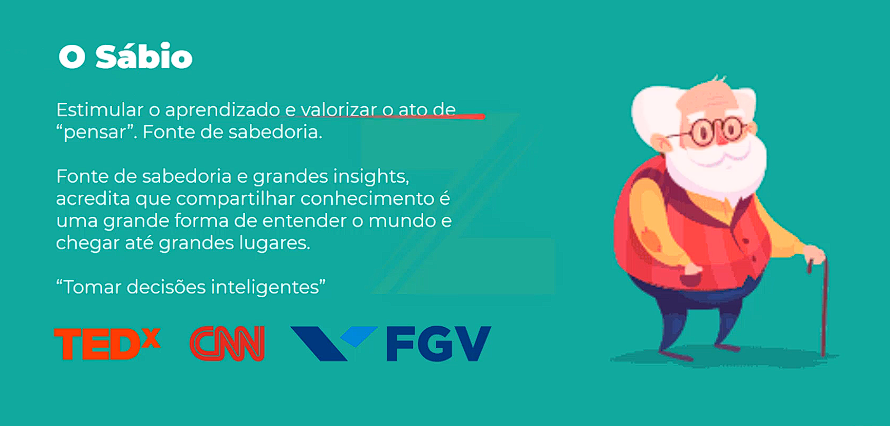 O Sábio
Estimular o aprendizado e valorizar o ato de
“pensar”. Fonte de sabedoria.
Fonte de sabedoria e grandes insights,
acredita que compartilhar conhecimento é
uma grande forma de entender o mundo e
chegar até grandes lugares.
“Tomar decisões inteligentes”
TEDx CNN FGV